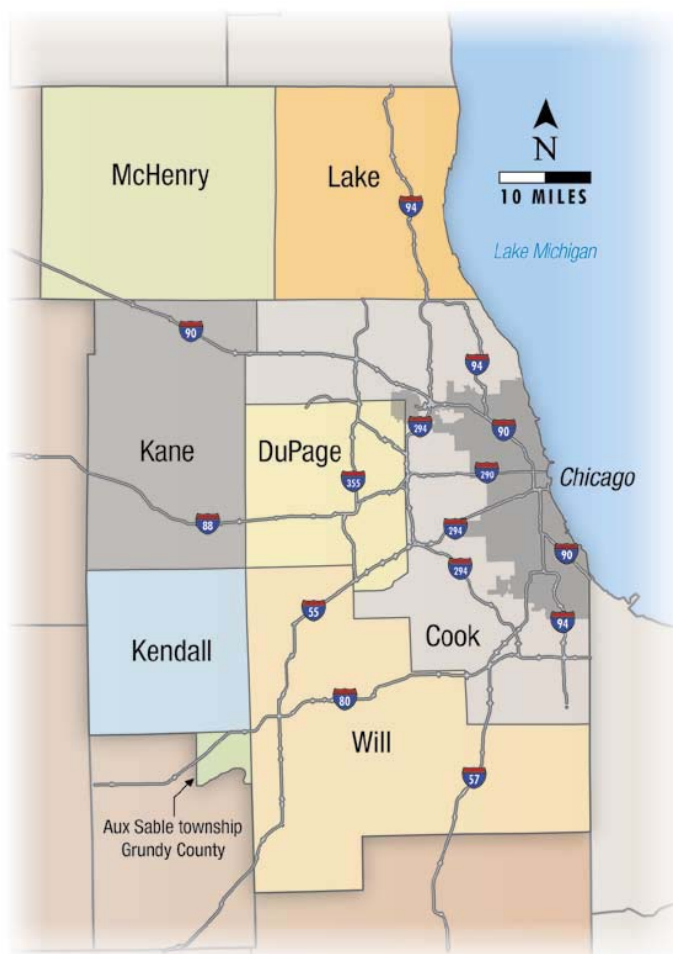 McHenry
Lake
94
N
10 MILES
Lake Michigan
90
94
Kane
DuPage
294
90
355
290
Chicago
88
294
90
294
55
Kendall
Cook
94
80
Will
57
Aux Sable township
Grundy County